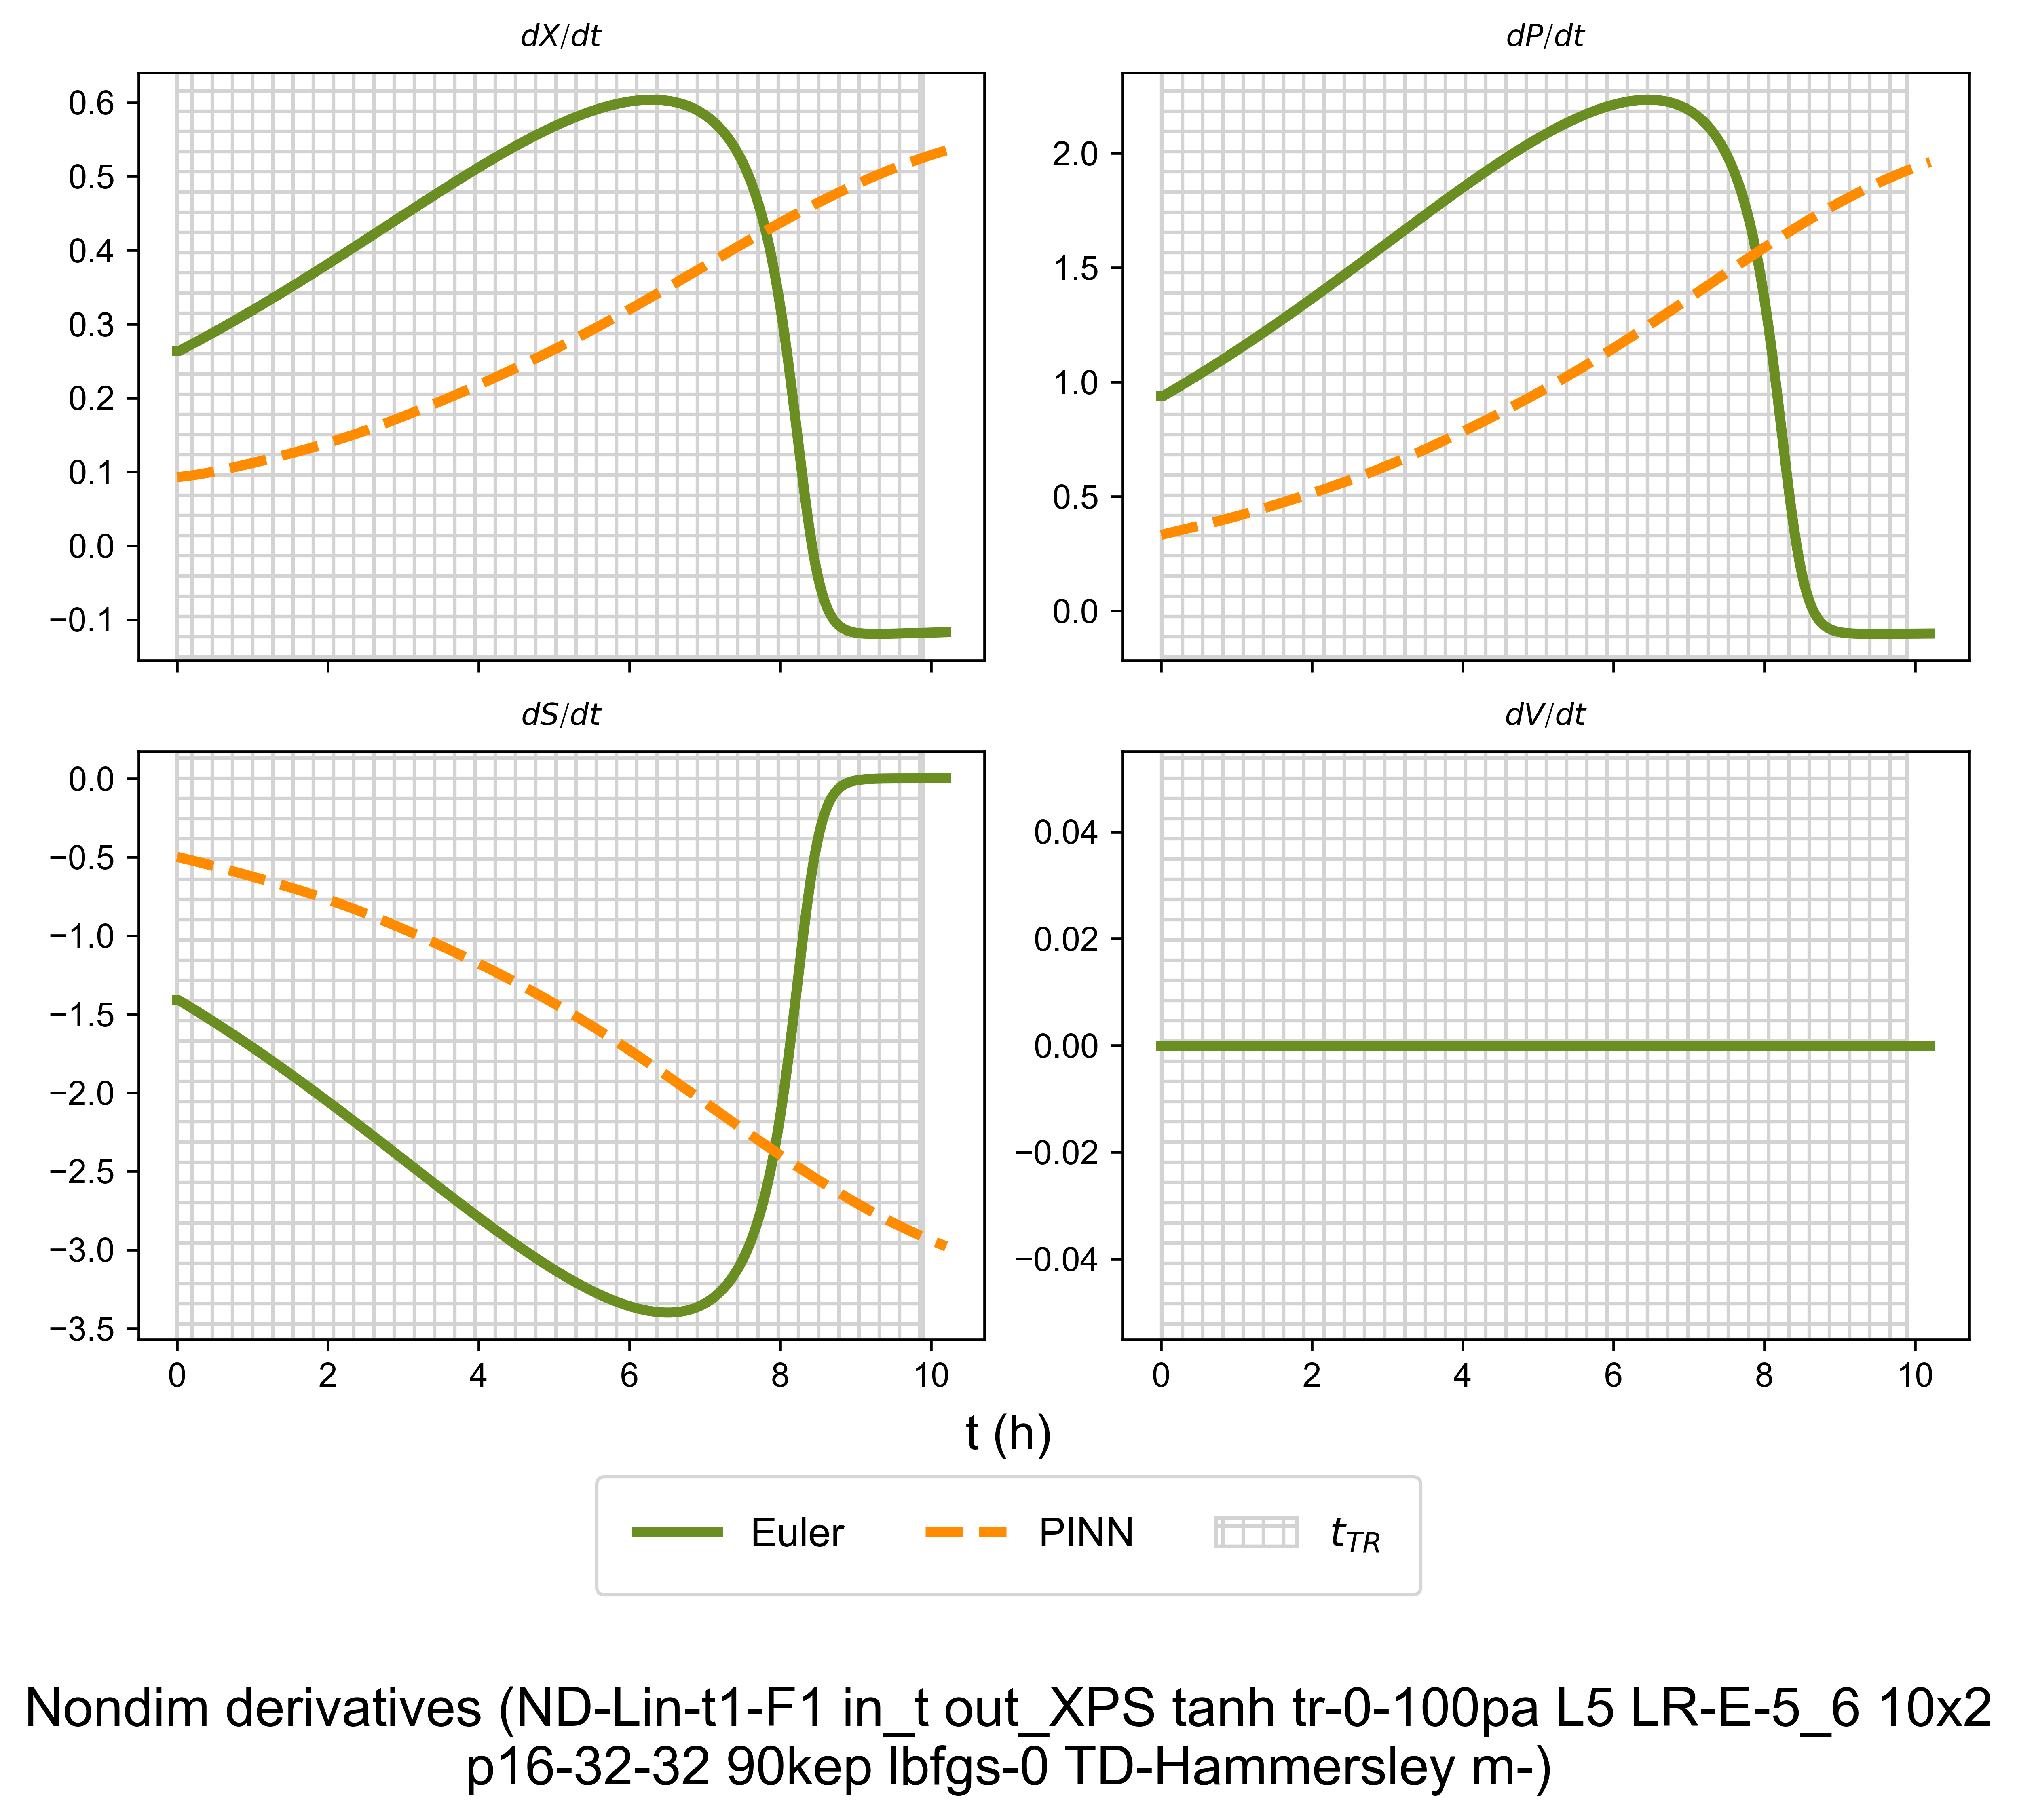 dX/dt
dP/dt
0.6
0.5
0.4
0.3
0.2
0.1
0.0
−0.1
2.0
1.5
1.0
0.5
0.0
dS/dt
dV/dt
0.0
−0.5
−1.0
−1.5
−2.0
−2.5
−3.0
−3.5
0 2 4 6 8 10
0.04
0.02
0.00
−0.02
−0.04
0 2 4 6 8 10
t (h)
Euler PINN t_TR
Nondim derivatives (ND-Lin-t1-F1 in_t out_XPS tanh tr-0-100pa L5 LR-E-5_6 10x2
p16-32-32 90kep lbfgs-0 TD-Hammersley m-)